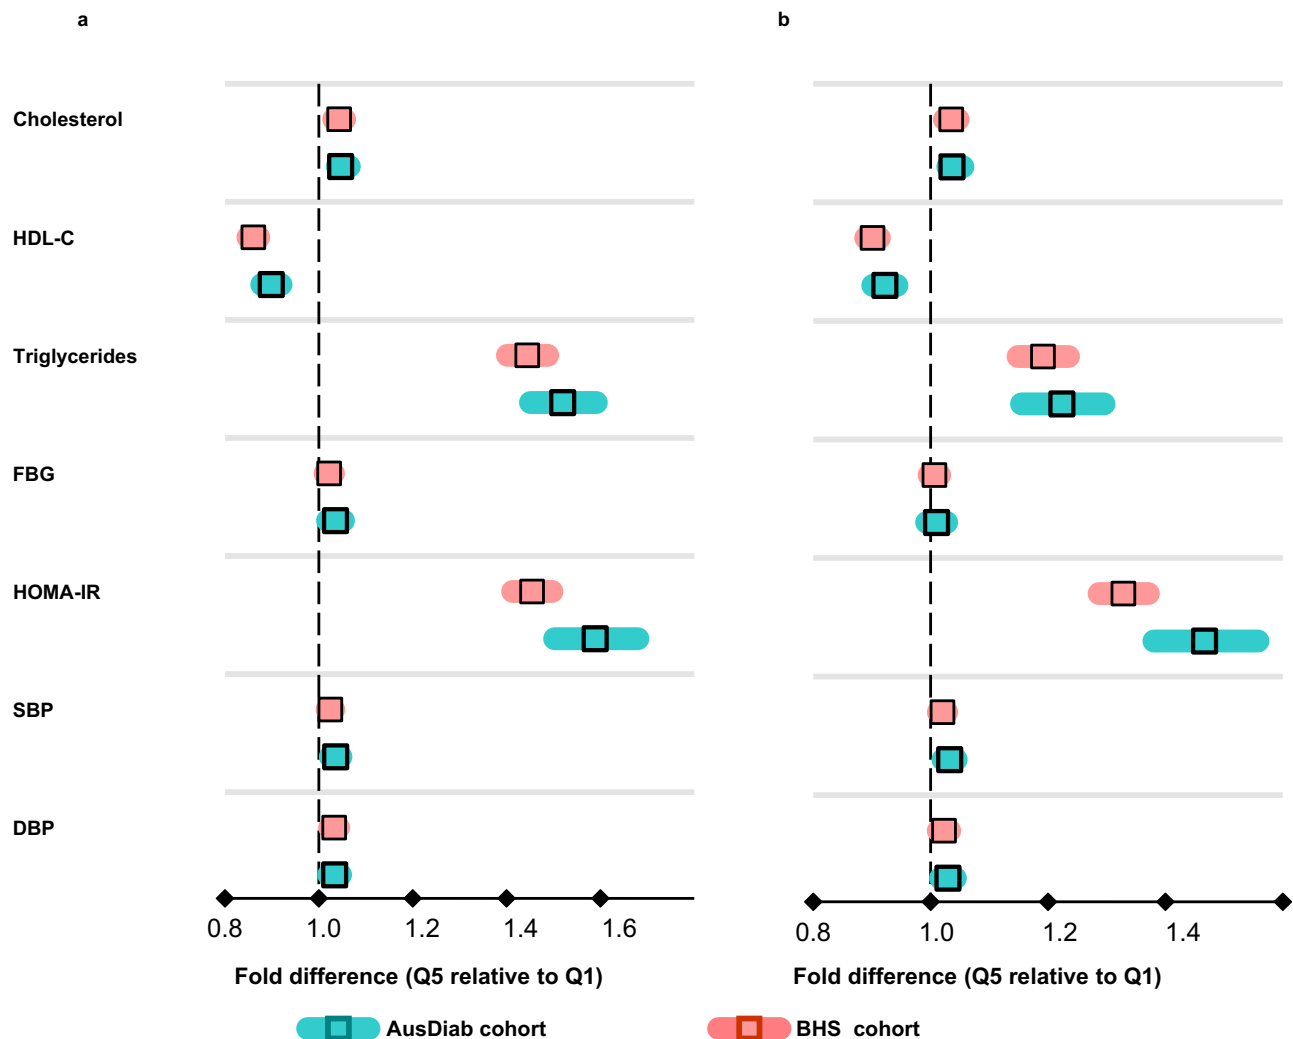 a
b
Cholesterol
HDL-C
Triglycerides
FBG
HOMA-IR
SBP
DBP
0.8 1.0 1.2 1.4 1.6
0.8 1.0 1.2 1.4
Fold difference (Q5 relative to Q1)
Fold difference (Q5 relative to Q1)
AusDiab cohort
BHS cohort